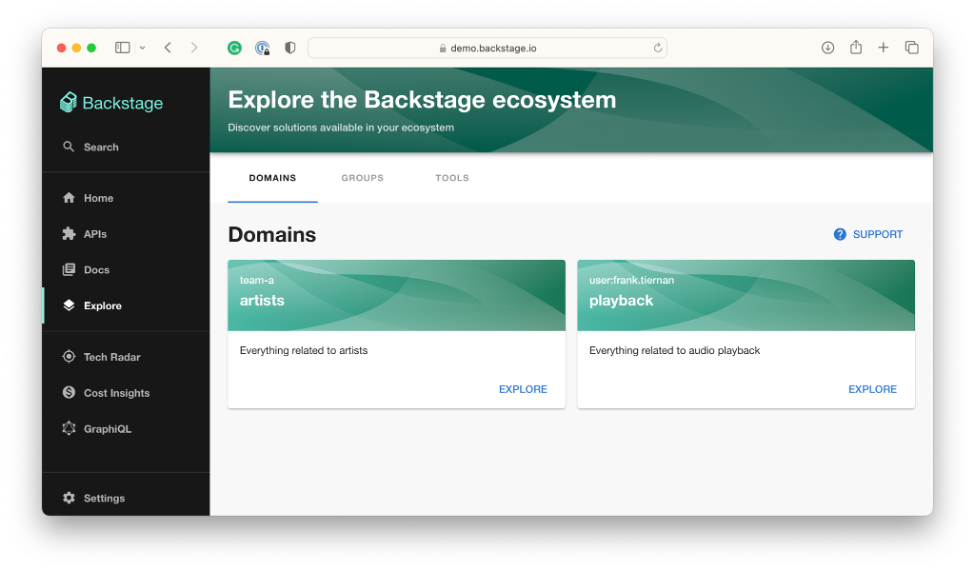 demo.backstage.io
Backstage
Search
Home
APIs
Docs
Explore
Tech Radar
Cost Insights
GraphiQL
Settings
Explore the Backstage ecosystem
Discover solutions available in your ecosystem
DOMAINS GROUPS TOOLS
Domains
SUPPORT
team-a
artists
Everything related to artists
EXPLORE
user:frank.tiernan
playback
Everything related to audio playback
EXPLORE